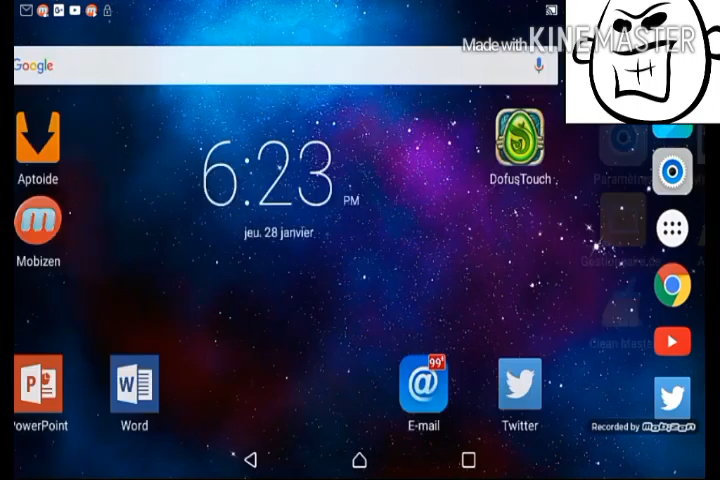 Made with KINEMASTER
Google
Aptoide
DofusTouch
6:23 PM
jeu. 28 janvier
Mobizen
PowerPoint
Word
99+
E-mail
Twitter
Recorded by mobizen